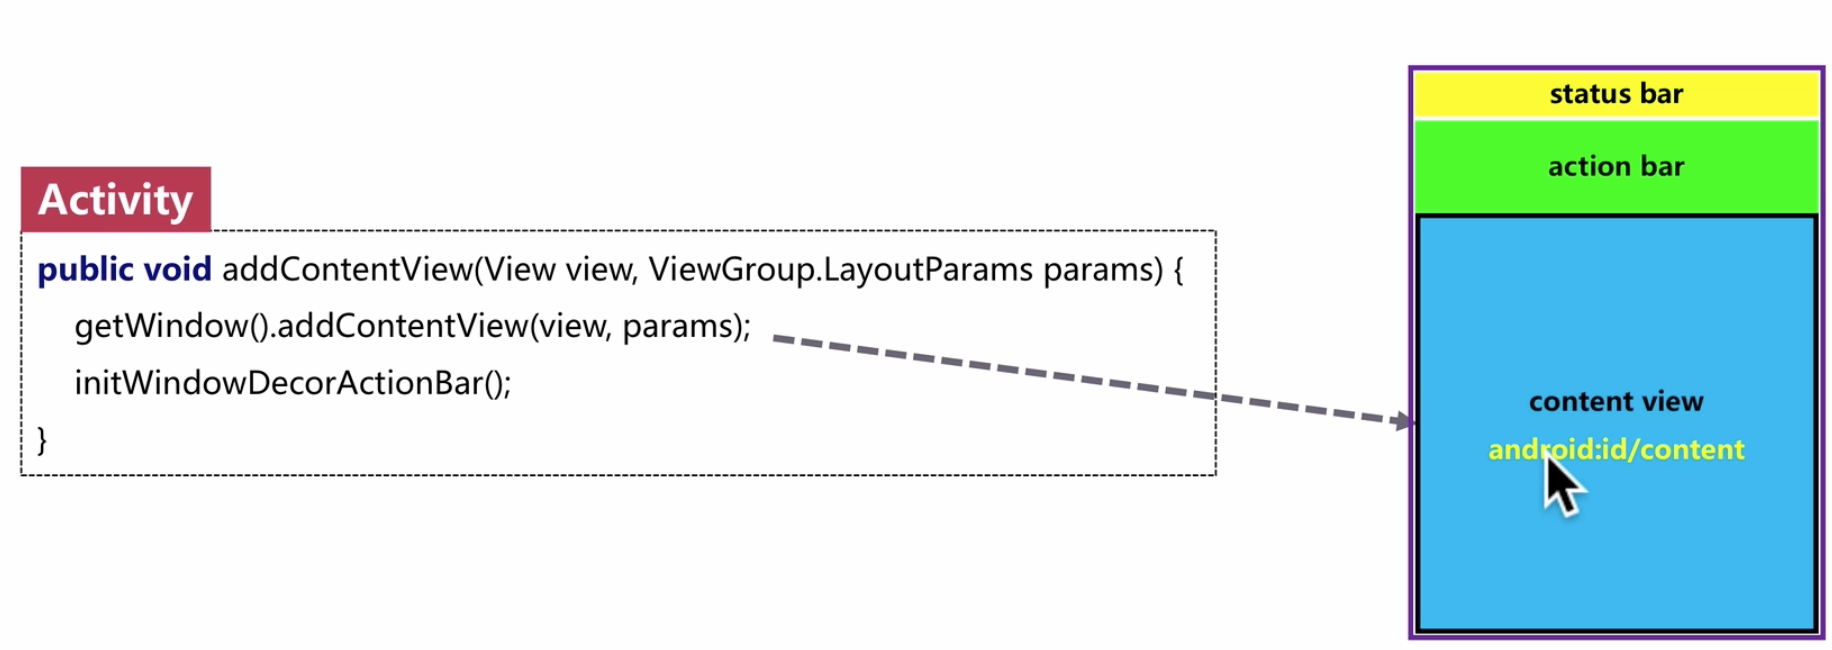 Activity
public void addContentView(View view, ViewGroup.LayoutParams params) {
getWindow().addContentView(view, params);
initWindowDecorActionBar();
}
status bar
action bar
content view
android:id/content